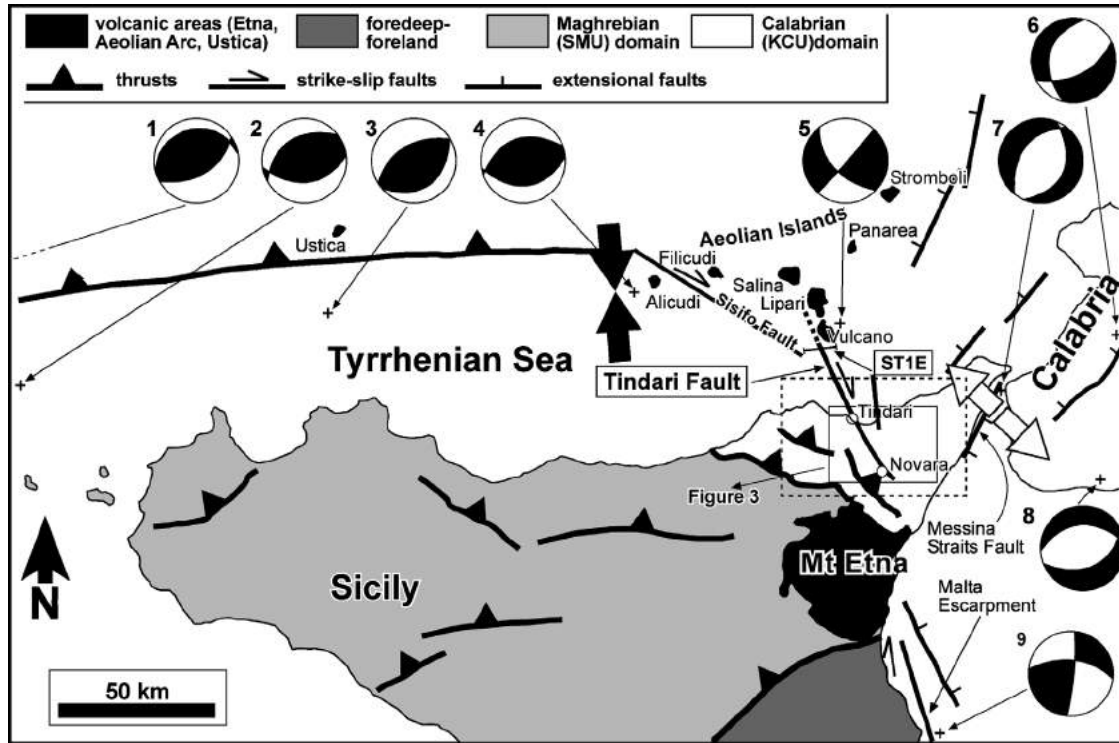 volcanic areas (Etna,
Aeolian Arc, Ustica)
foredeep-
foreland
Maghrebian
(SMU) domain
Calabrian
(KCU)domain
thrusts
strike-slip faults
extensional faults
1
2
3
4
5
6
7
Stromboli
Panarea
Aeolian Islands
Ustica
Filicudi
Alicudi
Salina
Lipari
Sisifo Fault
Vulcano
Calabria
Tyrrhenian Sea
ST1E
Tindari Fault
Tindari
Novara
Figure 3
Messina
Straits Fault
8
Mt Etna
N
Sicily
Malta
Escarpment
9
50 km